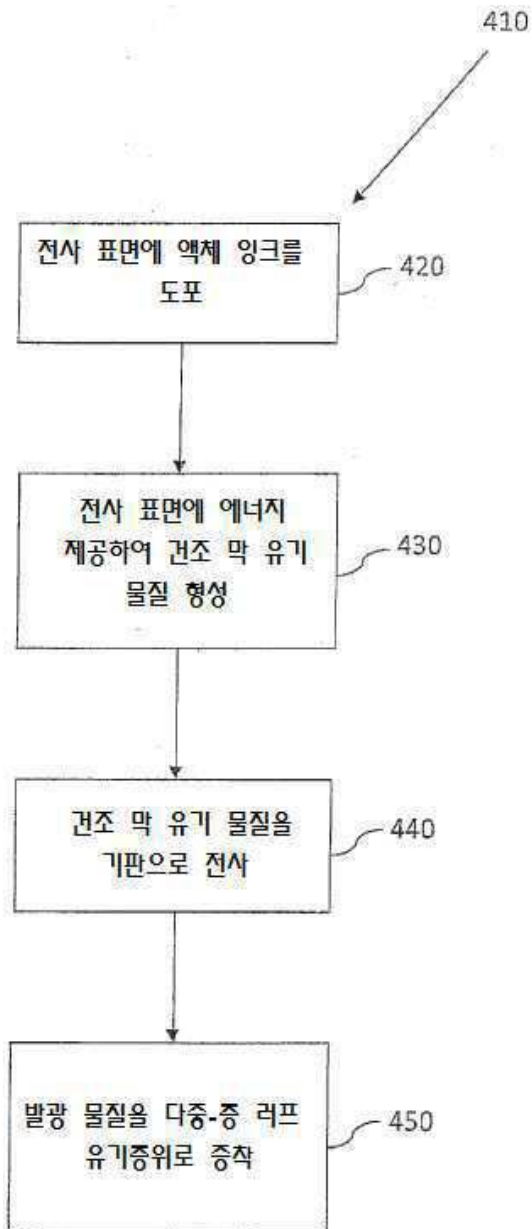 410
전사 표면에 액체 잉크를
도포
420
전사 표면에 에너지
제공하여 건조 막 유기
물질 형성
430
건조 막 유기 물질을
기판으로 전사
440
발광 물질을 다중-증 러프
유기증위로 증착
450